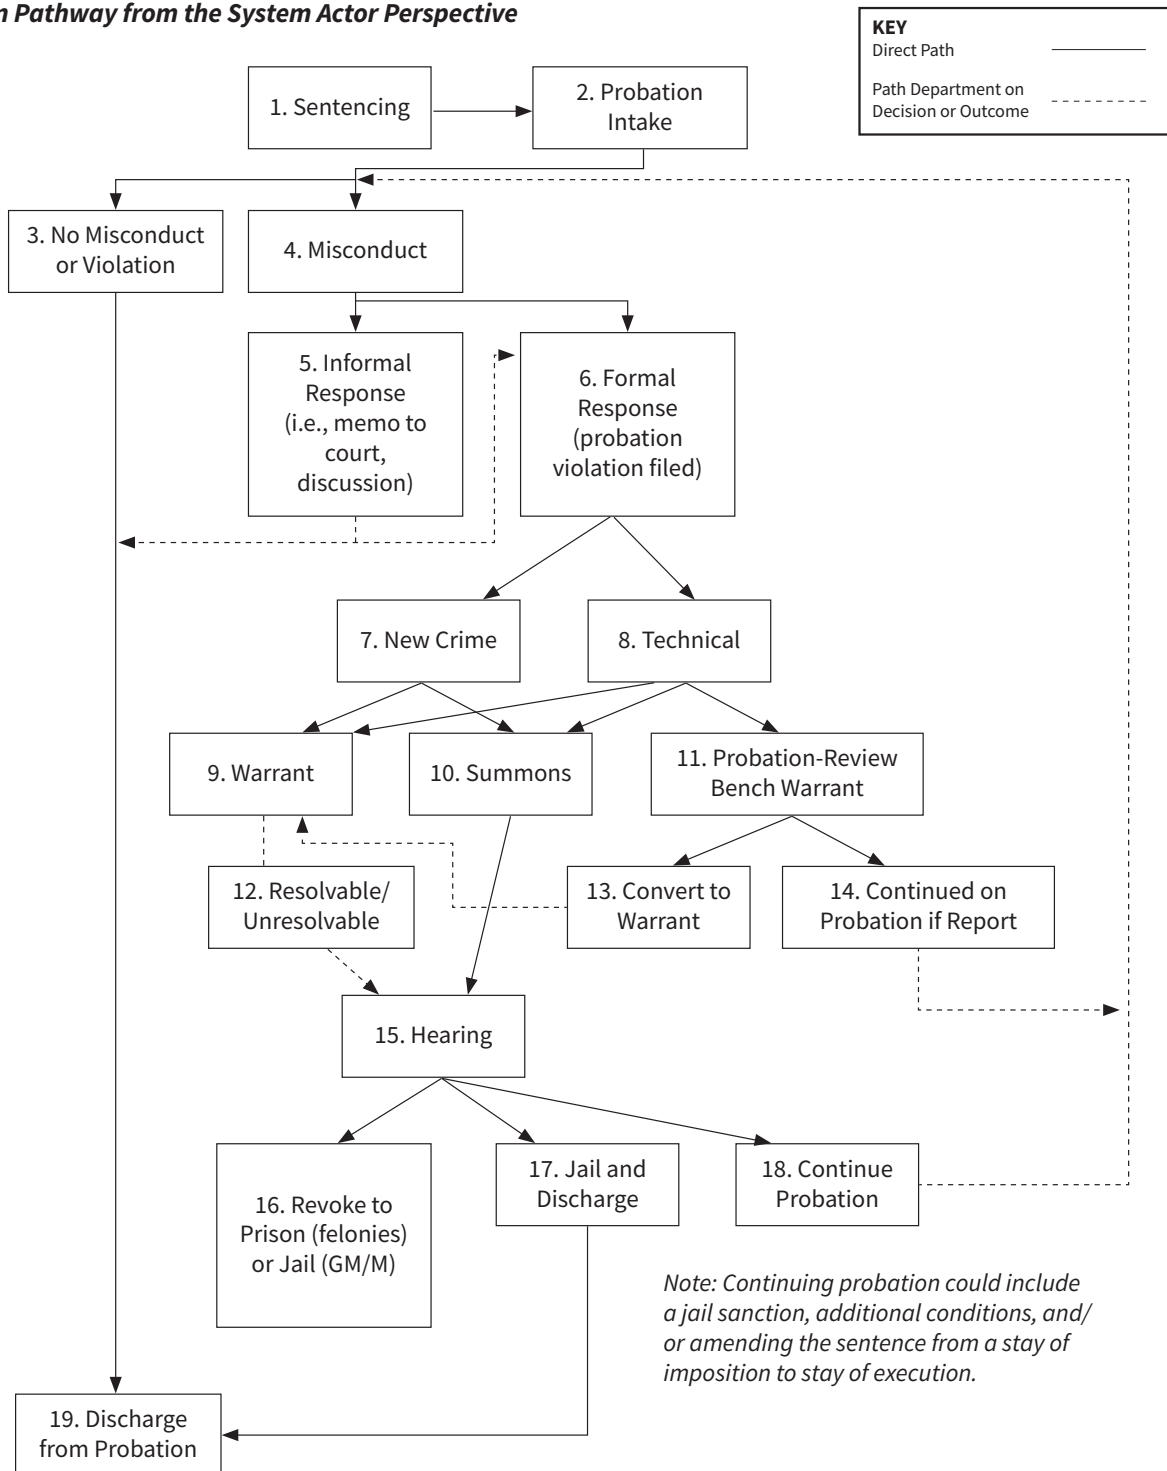 n Pathway from the System Actor Perspective
KEY
Direct Path
Path Department on
Decision or Outcome
1. Sentencing
2. Probation
Intake
3. No Misconduct
or Violation
4. Misconduct
5. Informal
Response
(i.e., memo to
court,
discussion)
6. Formal
Response
(probation
violation filed)
7. New Crime
8. Technical
9. Warrant
10. Summons
11. Probation-Review
Bench Warrant
12. Resolvable/
Unresolvable
13. Convert to
Warrant
14. Continued on
Probation if Report
15. Hearing
16. Revoke to
Prison (felonies)
or Jail (GM/M)
17. Jail and
Discharge
18. Continue
Probation
Note: Continuing probation could include
a jail sanction, additional conditions, and/
or amending the sentence from a stay of
imposition to stay of execution.
19. Discharge
from Probation